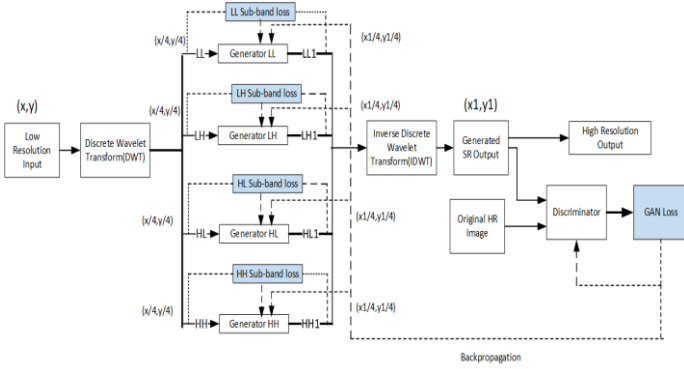 LL Sub-band loss
(x/4,y/4)
(x1/4,y1/4)
LL
Generator LL
LL1
(x,y)
(x/4,y/4)
LH Sub-band loss
(x1/4,y1/4)
(x1,y1)
Low
Resolution
Input
Discrete Wavelet
Transform(DWT)
LH
Generator LH
LH1
Inverse Discrete
Wavelet
Transform(IDWT)
Generated
SR Output
High Resolution
Output
HL Sub-band loss
(x/4,y/4)
(x1/4,y1/4)
HL
Generator HL
HL1
Original HR
Image
Discriminator
GAN Loss
HH Sub-band loss
(x/4,y/4)
(x1/4,y1/4)
HH
Generator HH
HH1
Backpropagation